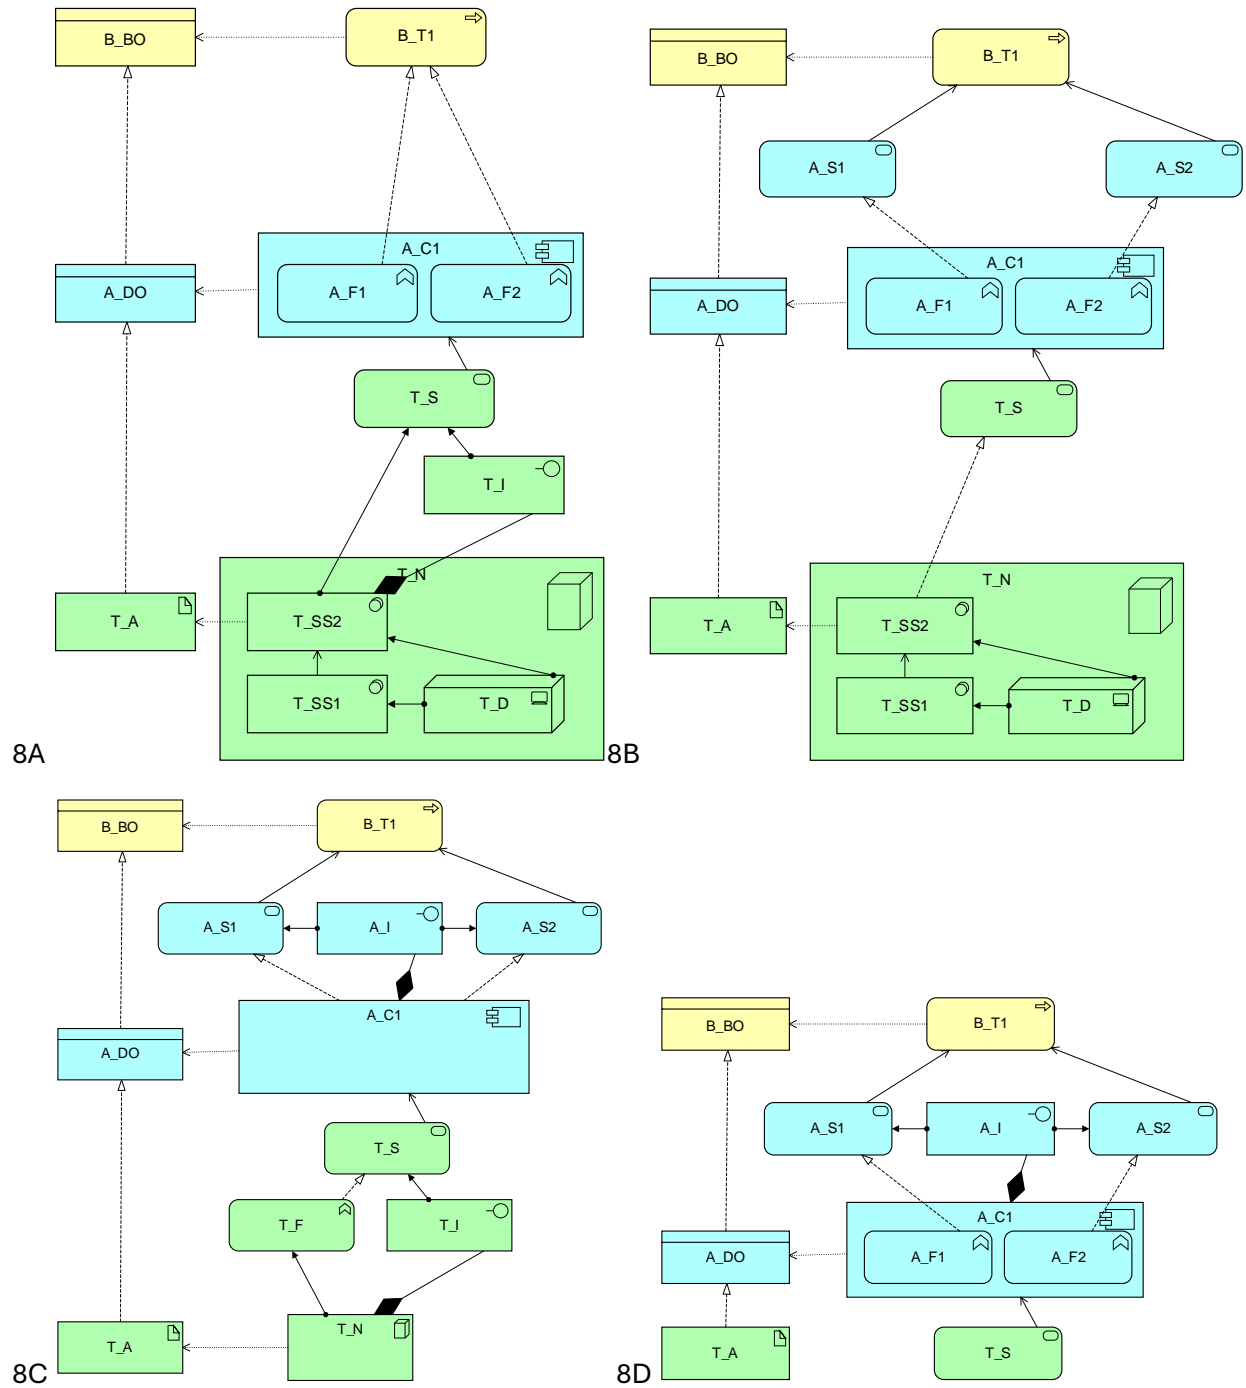 B_BO
B_T1
A_C1
A_DO
A_F1
A_F2
T_S
T_I
T_N
T_A
T_SS2
T_SS1
T_D
8A
B_BO
B_T1
A_S1
A_S2
A_C1
A_DO
A_F1
A_F2
T_S
T_N
T_A
T_SS2
T_SS1
T_D
8B
B_BO
B_T1
A_S1
A_I
A_S2
A_C1
A_DO
T_S
T_F
T_I
T_N
T_A
8C
B_BO
B_T1
A_S1
A_I
A_S2
A_C1
A_DO
A_F1
A_F2
T_A
T_S
8D